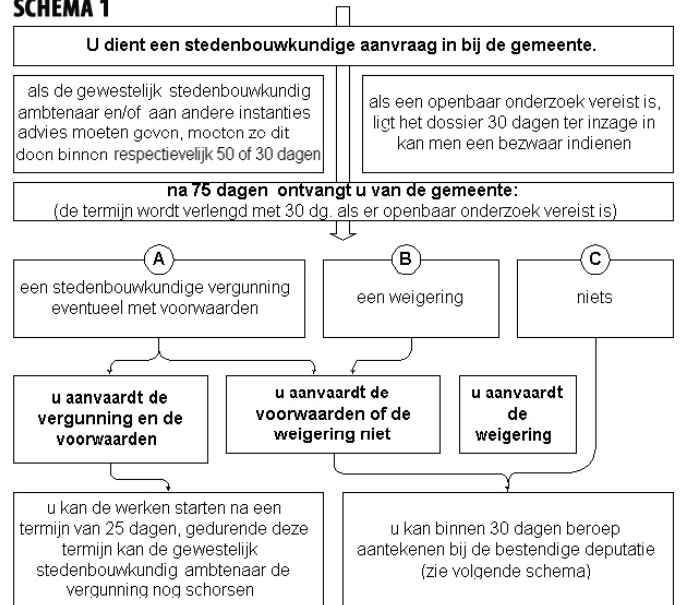 SCHEMA 1
U dient een stedenbouwkundige aanvraag in bij de gemeente.
als de gewestelijk stedenbouwkundig
ambtenaar en/of aan andere instanties
advies moeten geven, moeten ze dit
doen binnen respectievelijk 50 of 30 dagen
als een openbaar onderzoek vereist is,
ligt het dossier 30 dagen ter inzage in
kan men een bezwaar indienen
na 75 dagen ontvangt u van de gemeente:
(de termijn wordt verlengd met 30 dg. als er openbaar onderzoek vereist is)
A
een stedenbouwkundige vergunning
eventueel met voorwaarden
B
een weigering
C
niets
u aanvaardt de
vergunning en de
voorwaarden
u aanvaardt de
voorwaarden of de
weigering niet
u aanvaardt
de
weigering
u kan de werken starten na een
termijn van 25 dagen, gedurende deze
termijn kan de gewestelijk
stedenbouwkundig ambtenaar de
vergunning nog schorsen
u kan binnen 30 dagen beroep
aantekenen bij de bestendige deputatie
(zie volgende schema)